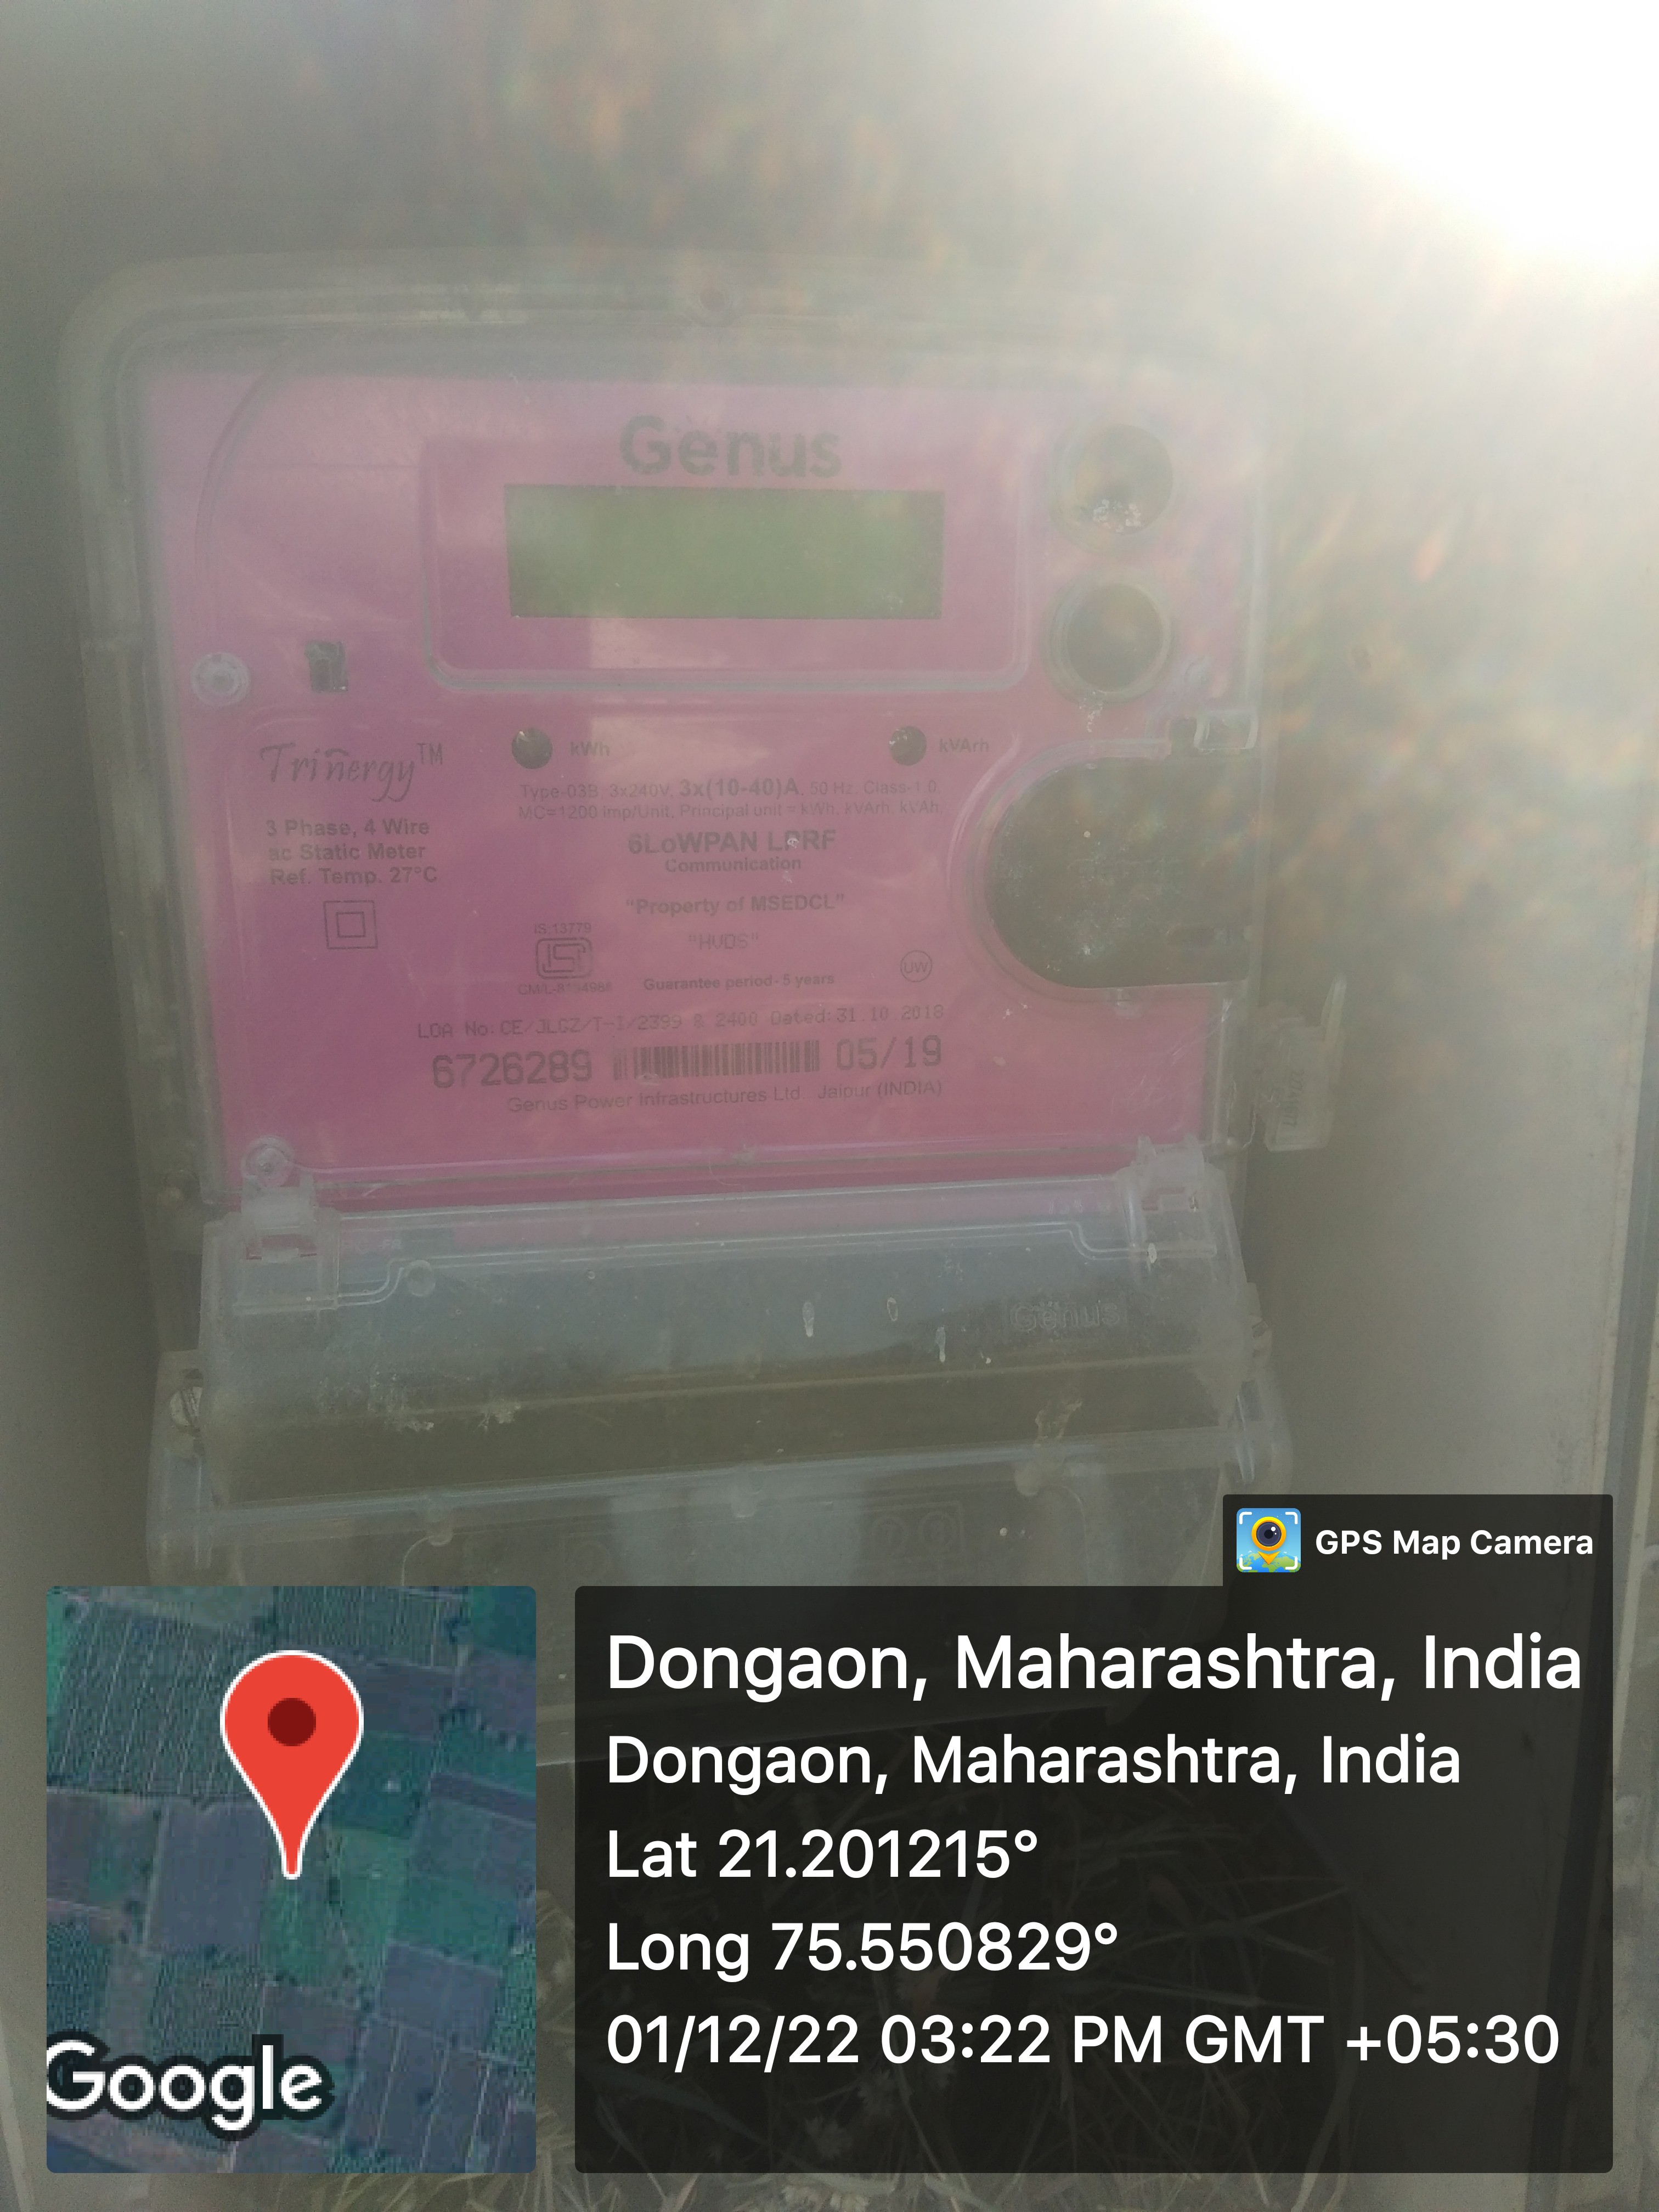 Genus
kWh
kVArh
Trinergy™
Type-03B, 3x240V, 3x(10-40)A, 50 Hz, Class-1.0.
MC=1200 imp/Unit, Principal unit = kWh, kVArh, kVAh.
3 Phase, 4 Wire
ac Static Meter
Ref. Temp. 27°C
6LoWPAN LPRF
Communication
"Property of MSEDCL"
"HVDS"
IS:13779
Guarantee period-5 years
UW
LOA No:CE/JLGZ/T-I/2399 & 2400 Dated:31.10.2018
6726289 05/19
Genus Power Infrastructures Ltd. Jaipur (INDIA)
Genus
GPS Map Camera
Dongaon, Maharashtra, India
Dongaon, Maharashtra, India
Lat 21.201215°
Long 75.550829°
01/12/22 03:22 PM GMT +05:30
Google